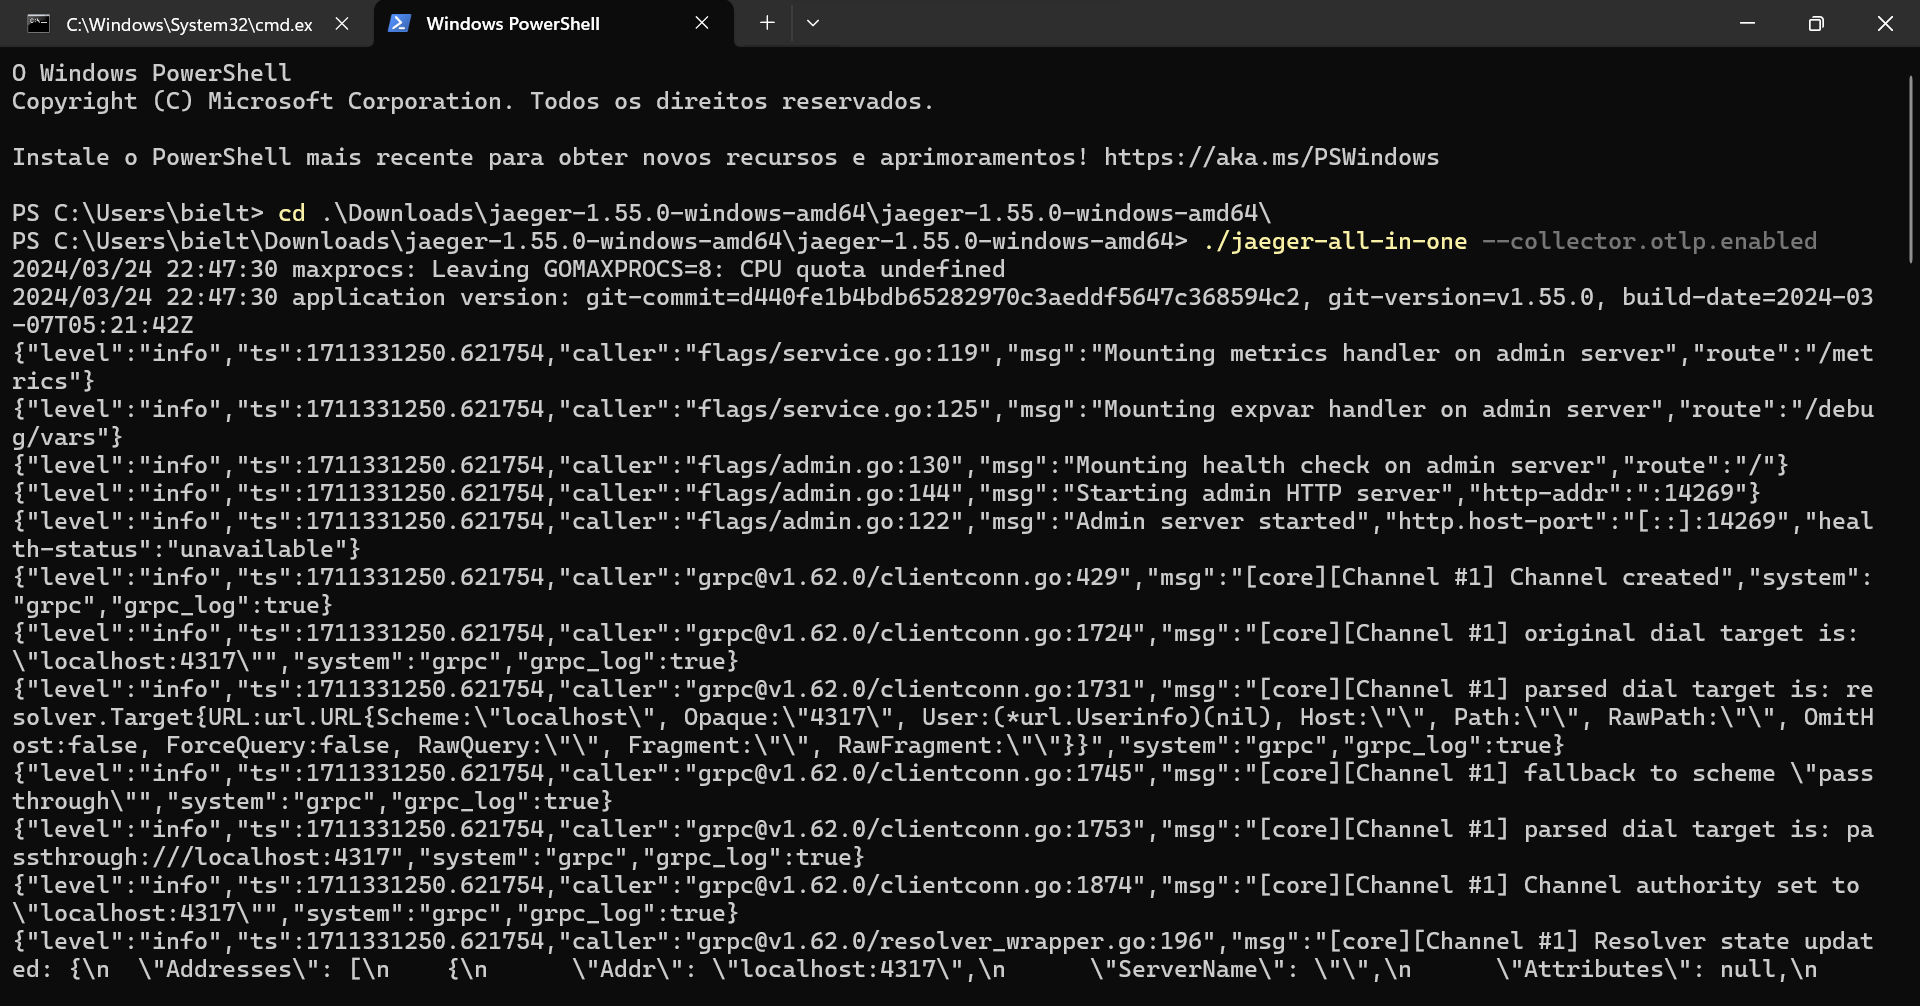 C:\Windows\System32\cmd.ex
Windows PowerShell
O Windows PowerShell
Copyright (C) Microsoft Corporation. Todos os direitos reservados.
Instale o PowerShell mais recente para obter novos recursos e aprimoramentos! https://aka.ms/PSWindows
PS C:\Users\bielt> cd .\Downloads\jaeger-1.55.0-windows-amd64\jaeger-1.55.0-windows-amd64\
PS C:\Users\bielt\Downloads\jaeger-1.55.0-windows-amd64\jaeger-1.55.0-windows-amd64> ./jaeger-all-in-one --collector.otlp.enabled
2024/03/24 22:47:30 maxprocs: Leaving GOMAXPROCS=8: CPU quota undefined
2024/03/24 22:47:30 application version: git-commit=d440fe1b4bdb65282970c3aeddf5647c368594c2, git-version=v1.55.0, build-date=2024-03
-07T05:21:42Z
{"level":"info","ts":1711331250.621754,"caller":"flags/service.go:119","msg":"Mounting metrics handler on admin server","route":"/met
rics"}
{"level":"info","ts":1711331250.621754,"caller":"flags/service.go:125","msg":"Mounting expvar handler on admin server","route":"/debu
g/vars"}
{"level":"info","ts":1711331250.621754,"caller":"flags/admin.go:130","msg":"Mounting health check on admin server","route":"/"}
{"level":"info","ts":1711331250.621754,"caller":"flags/admin.go:144","msg":"Starting admin HTTP server","http-addr":":14269"}
{"level":"info","ts":1711331250.621754,"caller":"flags/admin.go:122","msg":"Admin server started","http.host-port":"[::]:14269","heal
th-status":"unavailable"}
{"level":"info","ts":1711331250.621754,"caller":"grpc@v1.62.0/clientconn.go:429","msg":"[core][Channel #1] Channel created","system":
"grpc","grpc_log":true}
{"level":"info","ts":1711331250.621754,"caller":"grpc@v1.62.0/clientconn.go:1724","msg":"[core][Channel #1] original dial target is:
\"localhost:4317\"","system":"grpc","grpc_log":true}
{"level":"info","ts":1711331250.621754,"caller":"grpc@v1.62.0/clientconn.go:1731","msg":"[core][Channel #1] parsed dial target is: re
solver.Target{URL:url.URL{Scheme:\"localhost\", Opaque:\"4317\", User:(*url.Userinfo)(nil), Host:\"\", Path:\"\", RawPath:\"\", OmitH
ost:false, ForceQuery:false, RawQuery:\"\", Fragment:\"\", RawFragment:\"\"}}","system":"grpc","grpc_log":true}
{"level":"info","ts":1711331250.621754,"caller":"grpc@v1.62.0/clientconn.go:1745","msg":"[core][Channel #1] fallback to scheme \"pass
through\"","system":"grpc","grpc_log":true}
{"level":"info","ts":1711331250.621754,"caller":"grpc@v1.62.0/clientconn.go:1753","msg":"[core][Channel #1] parsed dial target is: pa
ssthrough:///localhost:4317","system":"grpc","grpc_log":true}
{"level":"info","ts":1711331250.621754,"caller":"grpc@v1.62.0/clientconn.go:1874","msg":"[core][Channel #1] Channel authority set to
\"localhost:4317\"","system":"grpc","grpc_log":true}
{"level":"info","ts":1711331250.621754,"caller":"grpc@v1.62.0/resolver_wrapper.go:196","msg":"[core][Channel #1] Resolver state updat
ed: {\n  \"Addresses\": [\n    {\n      \"Addr\": \"localhost:4317\",\n      \"ServerName\": \"\",\n      \"Attributes\": null,\n